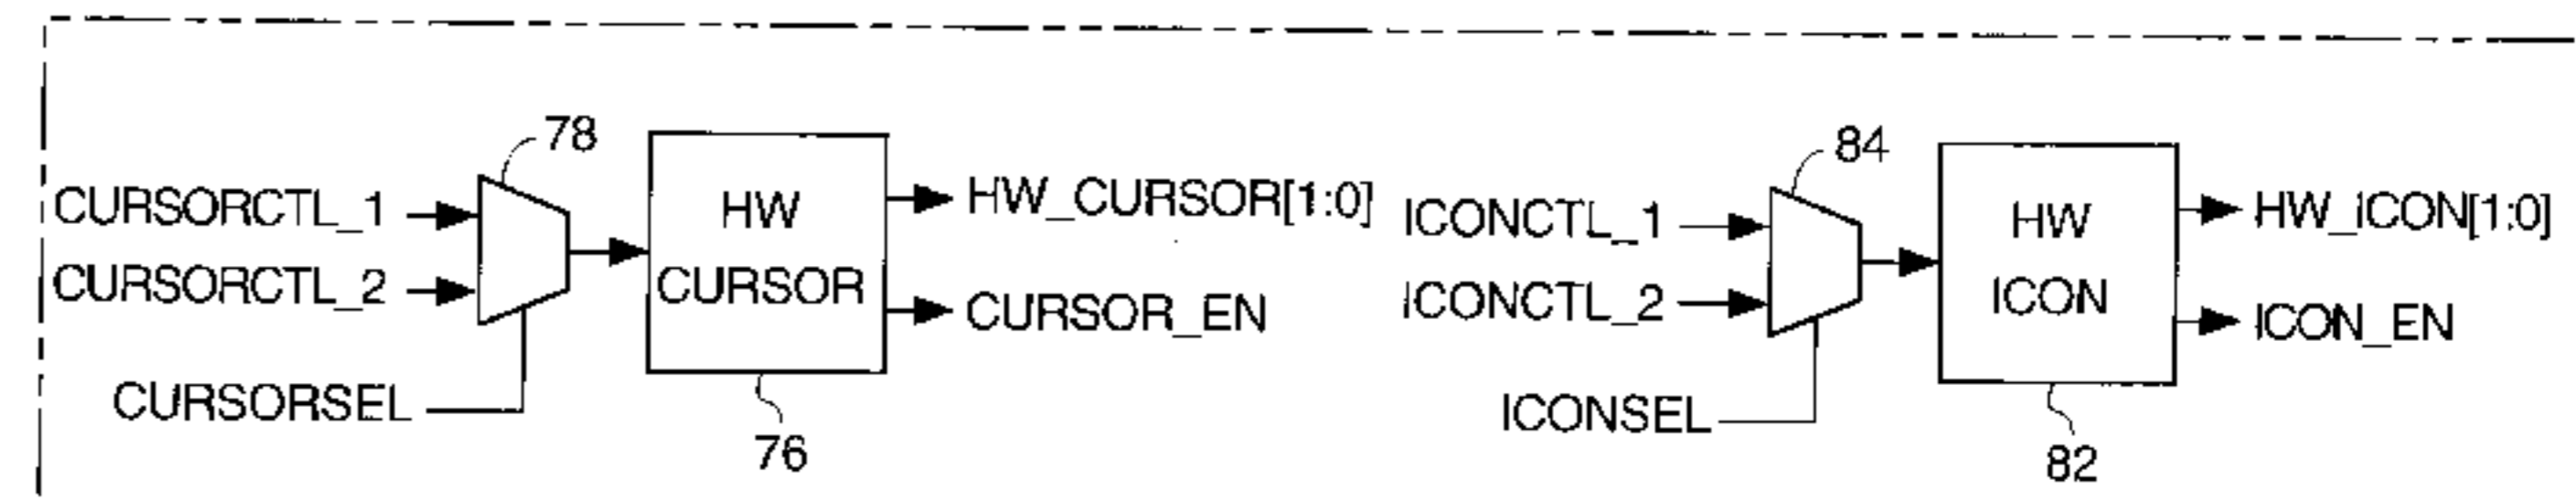 78
CURSORCTL_1
CURSORCTL_2
CURSORSEL
HW
CURSOR
76
HW_CURSOR[1:0]
CURSOR_EN
84
ICONCTL_1
ICONCTL_2
ICONSEL
HW
ICON
82
HW_ICON[1:0]
ICON_EN